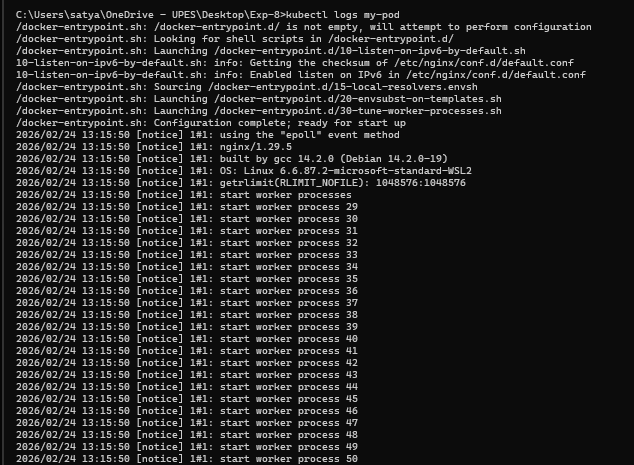 C:\Users\satya\OneDrive - UPES\Desktop\Exp-8>kubectl logs my-pod
/docker-entrypoint.sh: /docker-entrypoint.d/ is not empty, will attempt to perform configuration
/docker-entrypoint.sh: Looking for shell scripts in /docker-entrypoint.d/
/docker-entrypoint.sh: Launching /docker-entrypoint.d/10-listen-on-ipv6-by-default.sh
10-listen-on-ipv6-by-default.sh: info: Getting the checksum of /etc/nginx/conf.d/default.conf
10-listen-on-ipv6-by-default.sh: info: Enabled listen on IPv6 in /etc/nginx/conf.d/default.conf
/docker-entrypoint.sh: Sourcing /docker-entrypoint.d/15-local-resolvers.envsh
/docker-entrypoint.sh: Launching /docker-entrypoint.d/20-envsubst-on-templates.sh
/docker-entrypoint.sh: Launching /docker-entrypoint.d/30-tune-worker-processes.sh
/docker-entrypoint.sh: Configuration complete; ready for start up
2026/02/24 13:15:50 [notice] 1#1: using the "epoll" event method
2026/02/24 13:15:50 [notice] 1#1: nginx/1.29.5
2026/02/24 13:15:50 [notice] 1#1: built by gcc 14.2.0 (Debian 14.2.0-19)
2026/02/24 13:15:50 [notice] 1#1: OS: Linux 6.6.87.2-microsoft-standard-WSL2
2026/02/24 13:15:50 [notice] 1#1: getrlimit(RLIMIT_NOFILE): 1048576:1048576
2026/02/24 13:15:50 [notice] 1#1: start worker processes
2026/02/24 13:15:50 [notice] 1#1: start worker process 29
2026/02/24 13:15:50 [notice] 1#1: start worker process 30
2026/02/24 13:15:50 [notice] 1#1: start worker process 31
2026/02/24 13:15:50 [notice] 1#1: start worker process 32
2026/02/24 13:15:50 [notice] 1#1: start worker process 33
2026/02/24 13:15:50 [notice] 1#1: start worker process 34
2026/02/24 13:15:50 [notice] 1#1: start worker process 35
2026/02/24 13:15:50 [notice] 1#1: start worker process 36
2026/02/24 13:15:50 [notice] 1#1: start worker process 37
2026/02/24 13:15:50 [notice] 1#1: start worker process 38
2026/02/24 13:15:50 [notice] 1#1: start worker process 39
2026/02/24 13:15:50 [notice] 1#1: start worker process 40
2026/02/24 13:15:50 [notice] 1#1: start worker process 41
2026/02/24 13:15:50 [notice] 1#1: start worker process 42
2026/02/24 13:15:50 [notice] 1#1: start worker process 43
2026/02/24 13:15:50 [notice] 1#1: start worker process 44
2026/02/24 13:15:50 [notice] 1#1: start worker process 45
2026/02/24 13:15:50 [notice] 1#1: start worker process 46
2026/02/24 13:15:50 [notice] 1#1: start worker process 47
2026/02/24 13:15:50 [notice] 1#1: start worker process 48
2026/02/24 13:15:50 [notice] 1#1: start worker process 49
2026/02/24 13:15:50 [notice] 1#1: start worker process 50